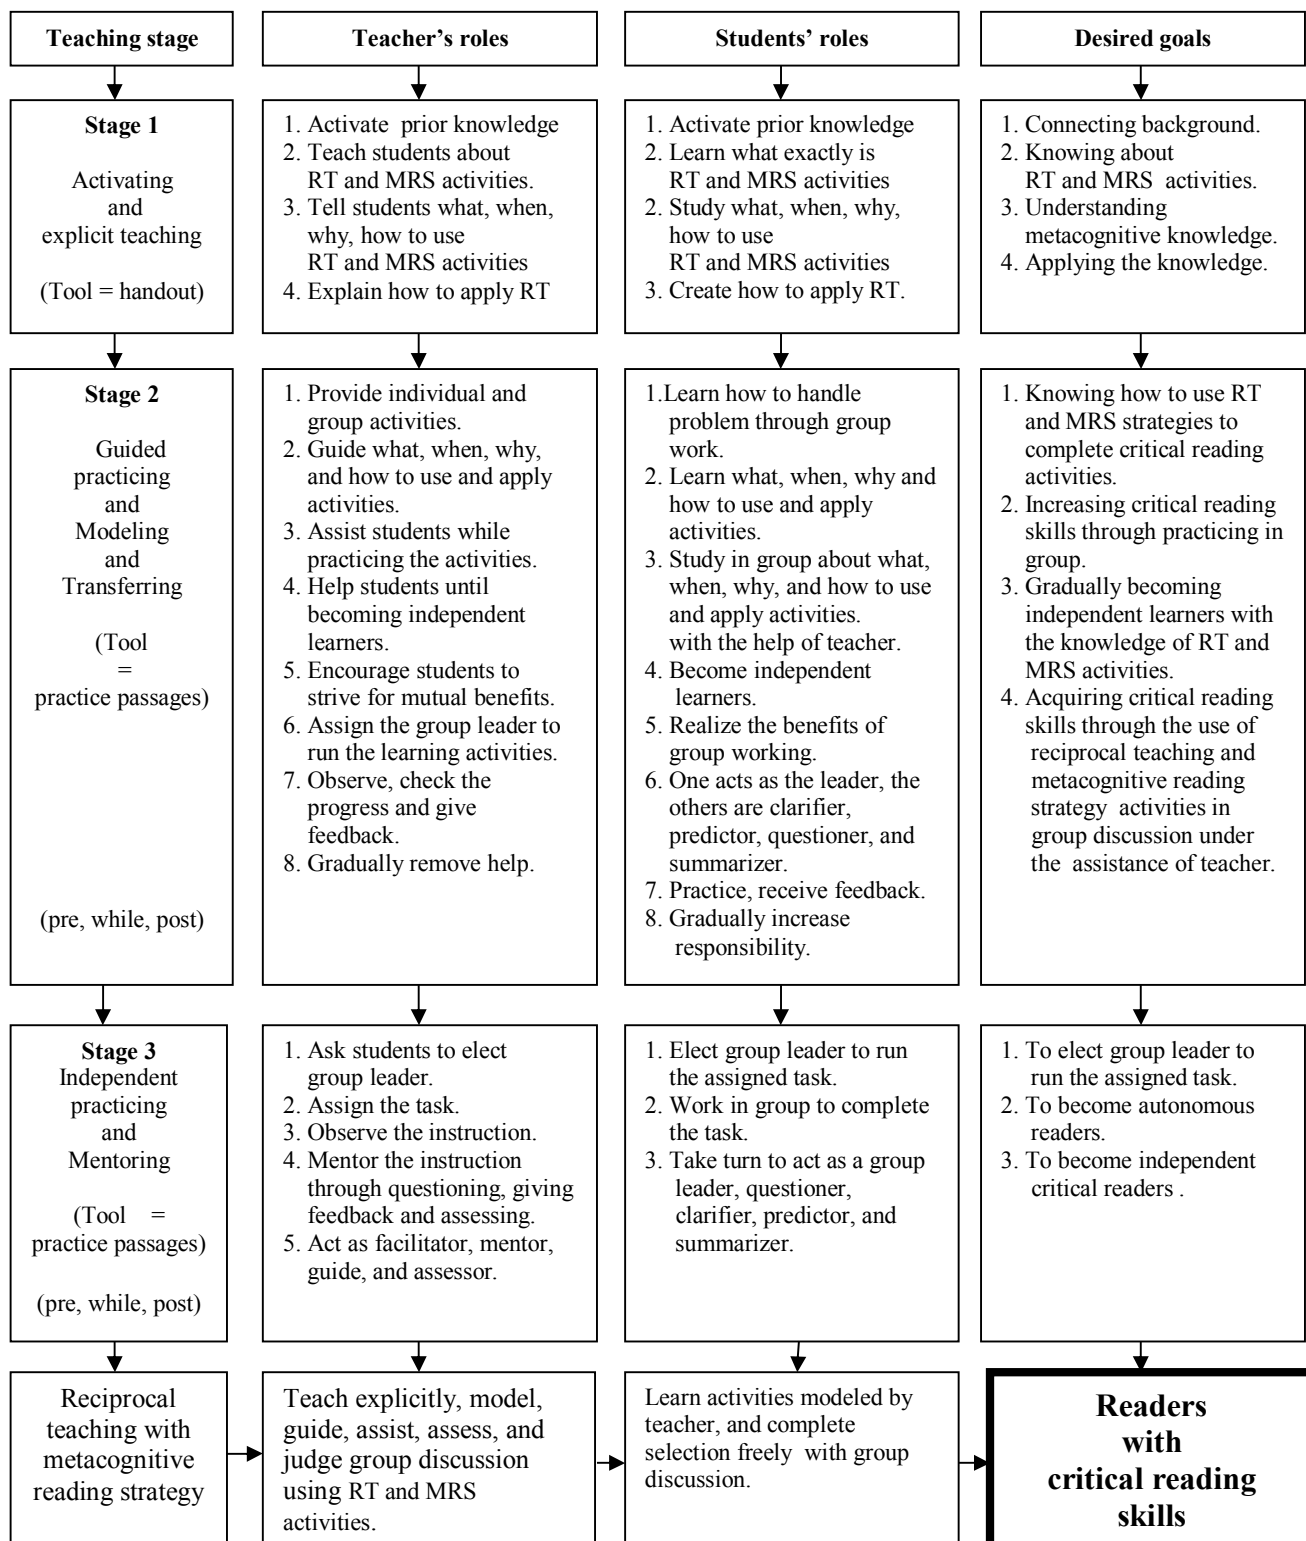 Teaching stage
Teacher’s roles
Students’ roles
Desired goals
Stage 1
Activating
and
explicit teaching
(Tool = handout)
1. Activate prior knowledge
2. Teach students about
RT and MRS activities.
3. Tell students what, when,
why, how to use
RT and MRS activities
4. Explain how to apply RT
1. Activate prior knowledge
2. Learn what exactly is
RT and MRS activities
2. Study what, when, why,
how to use
RT and MRS activities
3. Create how to apply RT.
1. Connecting background.
2. Knowing about
RT and MRS activities.
3. Understanding
metacognitive knowledge.
4. Applying the knowledge.
Stage 2
Guided
practicing
and
Modeling
and
Transferring
(Tool
=
practice passages)
(pre, while, post)
1. Provide individual and
group activities.
2. Guide what, when, why,
and how to use and apply
activities.
3. Assist students while
practicing the activities.
4. Help students until
becoming independent
learners.
5. Encourage students to
strive for mutual benefits.
6. Assign the group leader to
run the learning activities.
7. Observe, check the
progress and give
feedback.
8. Gradually remove help.
1.Learn how to handle
problem through group
work.
2. Learn what, when, why and
how to use and apply
activities.
3. Study in group about what,
when, why, and how to use
and apply activities.
with the help of teacher.
4. Become independent
learners.
5. Realize the benefits of
group working.
6. One acts as the leader, the
others are clarifier,
predictor, questioner, and
summarizer.
7. Practice, receive feedback.
8. Gradually increase
responsibility.
1. Knowing how to use RT
and MRS strategies to
complete critical reading
activities.
2. Increasing critical reading
skills through practicing in
group.
3. Gradually becoming
independent learners with
the knowledge of RT and
MRS activities.
4. Acquiring critical reading
skills through the use of
reciprocal teaching and
metacognitive reading
strategy activities in
group discussion under
the assistance of teacher.
Stage 3
Independent
practicing
and
Mentoring
(Tool =
practice passages)
(pre, while, post)
1. Ask students to elect
group leader.
2. Assign the task.
3. Observe the instruction.
4. Mentor the instruction
through questioning, giving
feedback and assessing.
5. Act as facilitator, mentor,
guide, and assessor.
1. Elect group leader to run
the assigned task.
2. Work in group to complete
the task.
3. Take turn to act as a group
leader, questioner,
clarifier, predictor, and
summarizer.
1. To elect group leader to
run the assigned task.
2. To become autonomous
readers.
3. To become independent
critical readers .
Reciprocal
teaching with
metacognitive
reading strategy
Teach explicitly, model,
guide, assist, assess, and
judge group discussion
using RT and MRS
activities.
Learn activities modeled by
teacher, and complete
selection freely with group
discussion.
Readers
with
critical reading
skills